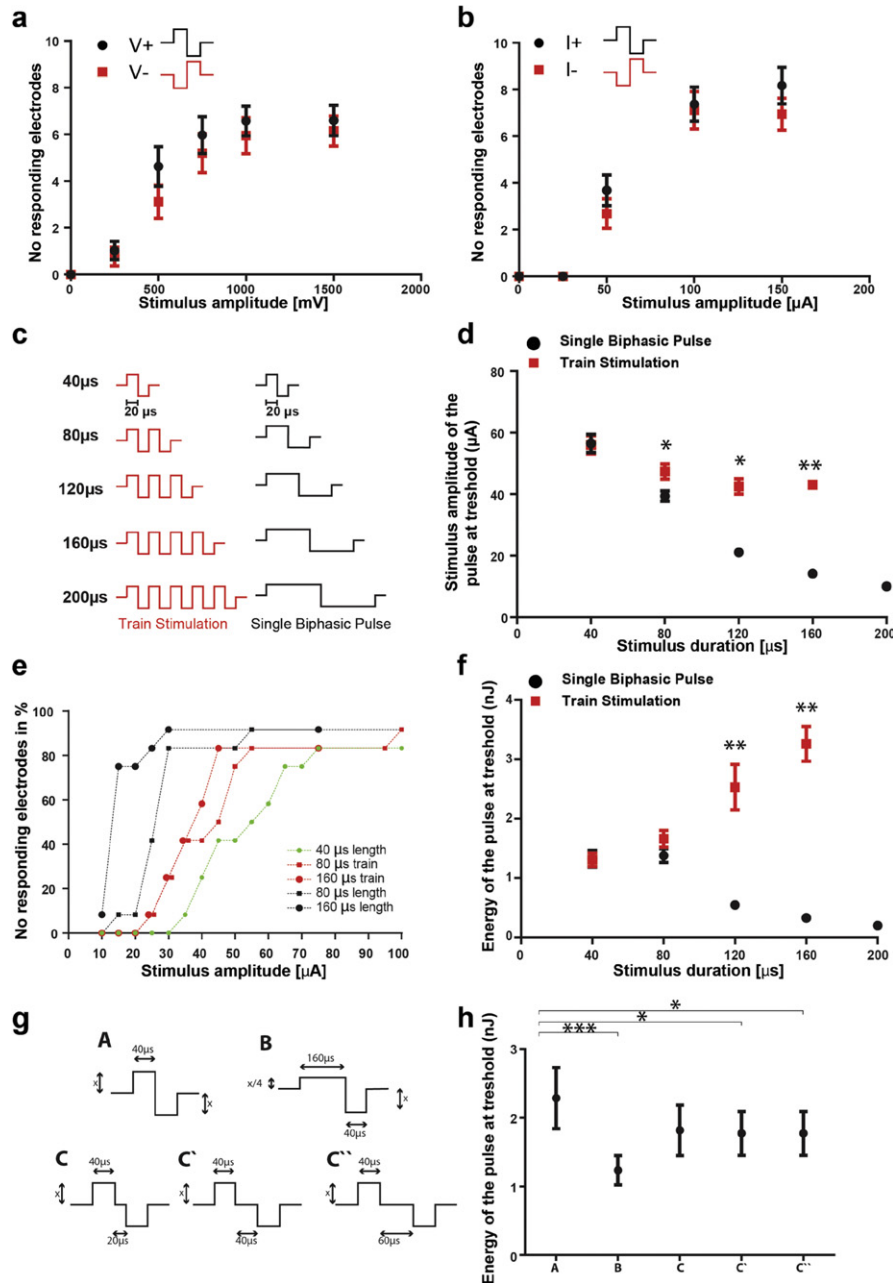 a
V+
V-
No responding electrodes
10
8
6
4
2
0
0 500 1000 1500 2000
Stimulus amplitude [mV]
b
I+
I-
No responding electrodes
10
8
6
4
2
0
0 50 100 150 200
Stimulus amuplitude [µA]
c
40µs
20 µs
20 µs
80µs
120µs
160µs
200µs
Train Stimulation
Single Biphasic Pulse
d
Single Biphasic Pulse
Train Stimulation
Stimulus amplitude of the
pulse at treshold (µA)
80
60
40
20
0
* * **
0 40 80 120 160 200
Stimulus duration [µs]
e
No responding electrodes in %
100
80
60
40
20
0
40 µs length
80 µs train
160 µs train
80 µs length
160 µs length
0 10 20 30 40 50 60 70 80 90 100
Stimulus amplitude [µA]
f
Single Biphasic Pulse
Train Stimulation
Energy of the pulse at treshold (nJ)
4
3
2
1
0
** **
0 40 80 120 160 200
Stimulus duration [µs]
g
A
40µs
x
x
B
160µs
x/4
x
40µs
C
40µs
x
20µs
C`
40µs
x
40µs
C``
40µs
x
60µs
h
Energy of the pulse at treshold (nJ)
3
2
1
0
*
*
***
A B C C` C``